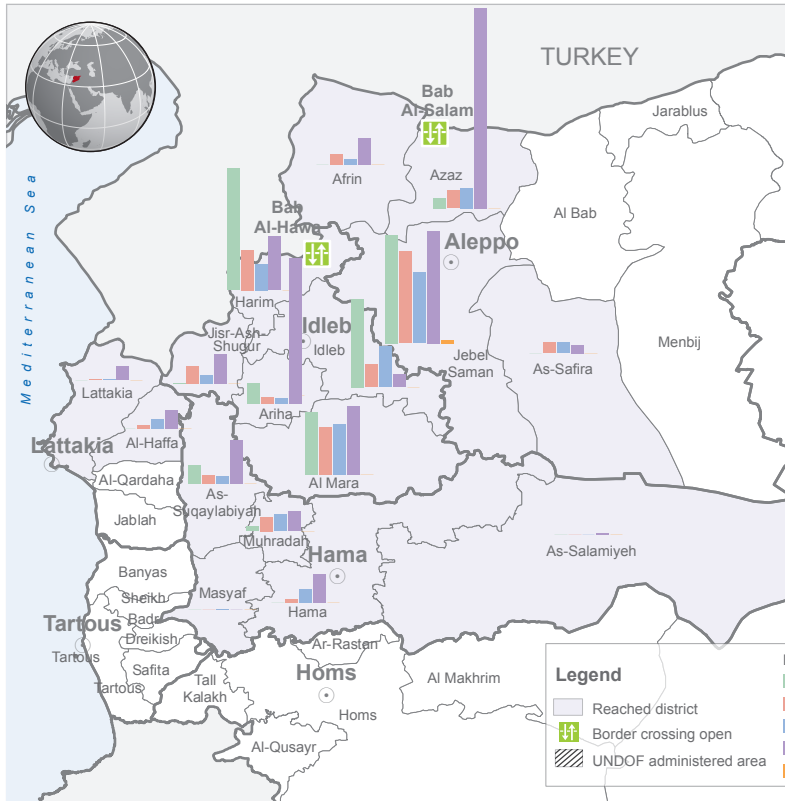 TURKEY
Bab
Al-Salam
Jarablus
Afrin
Azaz
Al Bab
Bab
Al-Hawa
Aleppo
Mediterranean Sea
Harim
Jisr-Ash-
Shugur
Idleb
Idleb
Jebel
Saman
As-Safira
Menbij
Lattakia
Ariha
Al-Haffa
Lattakia
Al-Qardaha
As-
Suqaylabiyah
Al Mara
Jablah
Muhradah
As-Salamiyeh
Hama
Banyas
Masyaf
Sheikh
Hama
Badr
Tartous
Dreikish
Tartous
Ar-Rastan
Safita
Tartous
Tall
Kalakh
Homs
Al Makhrim
Homs
Al-Qusayr
Legend
Reached district
Border crossing open
UNDOF administered area